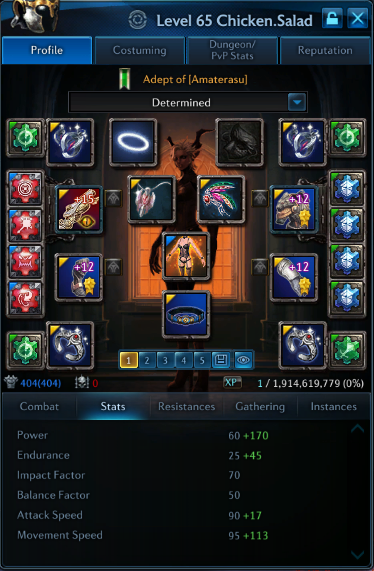 Level 65 Chicken.Salad
Profile
Costuming
Dungeon/
PvP Stats
Reputation
Adept of [Amaterasu]
Determined
+15
+12
+12
+12
1 2 3 4 5
404(404) 0 XP 1 / 1,914,619,779 (0%)
Combat Stats Resistances Gathering Instances
Power 60 +170
Endurance 25 +45
Impact Factor 70
Balance Factor 50
Attack Speed 90 +17
Movement Speed 95 +113